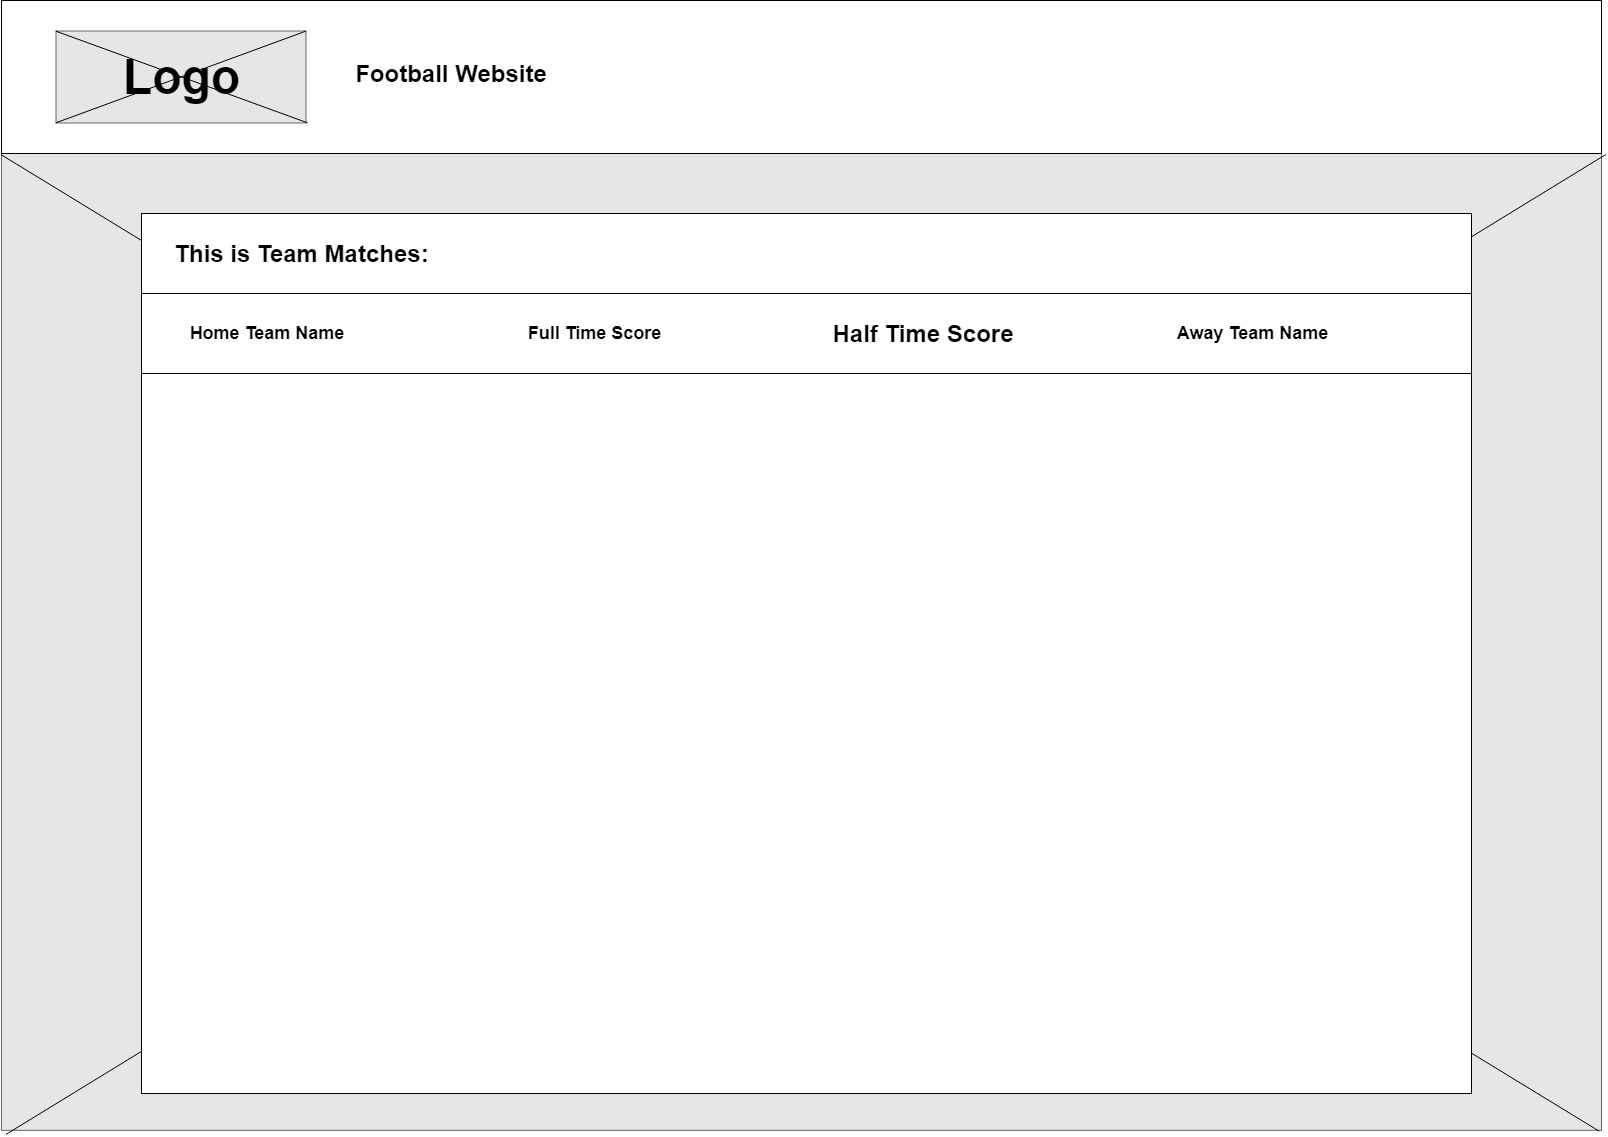 Logo
Football Website
This is Team Matches:
Home Team Name
Full Time Score
Half Time Score
Away Team Name